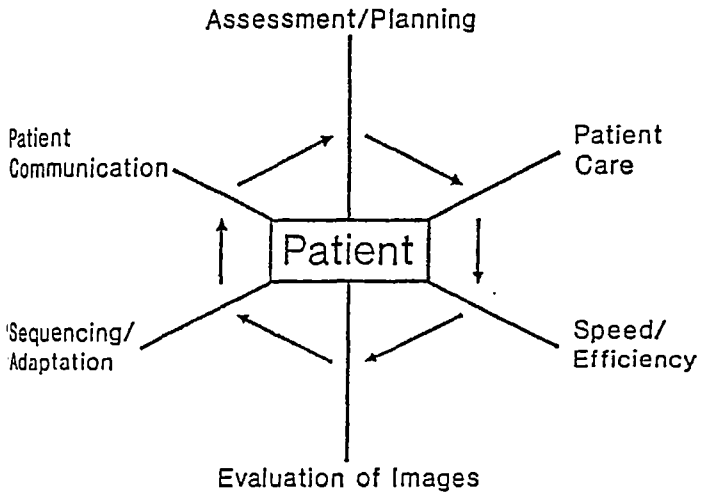 Assessment/Planning
Patient
Communication
Patient
Care
Patient
Sequencing/
Adaptation
Speed/
Efficiency
Evaluation of Images